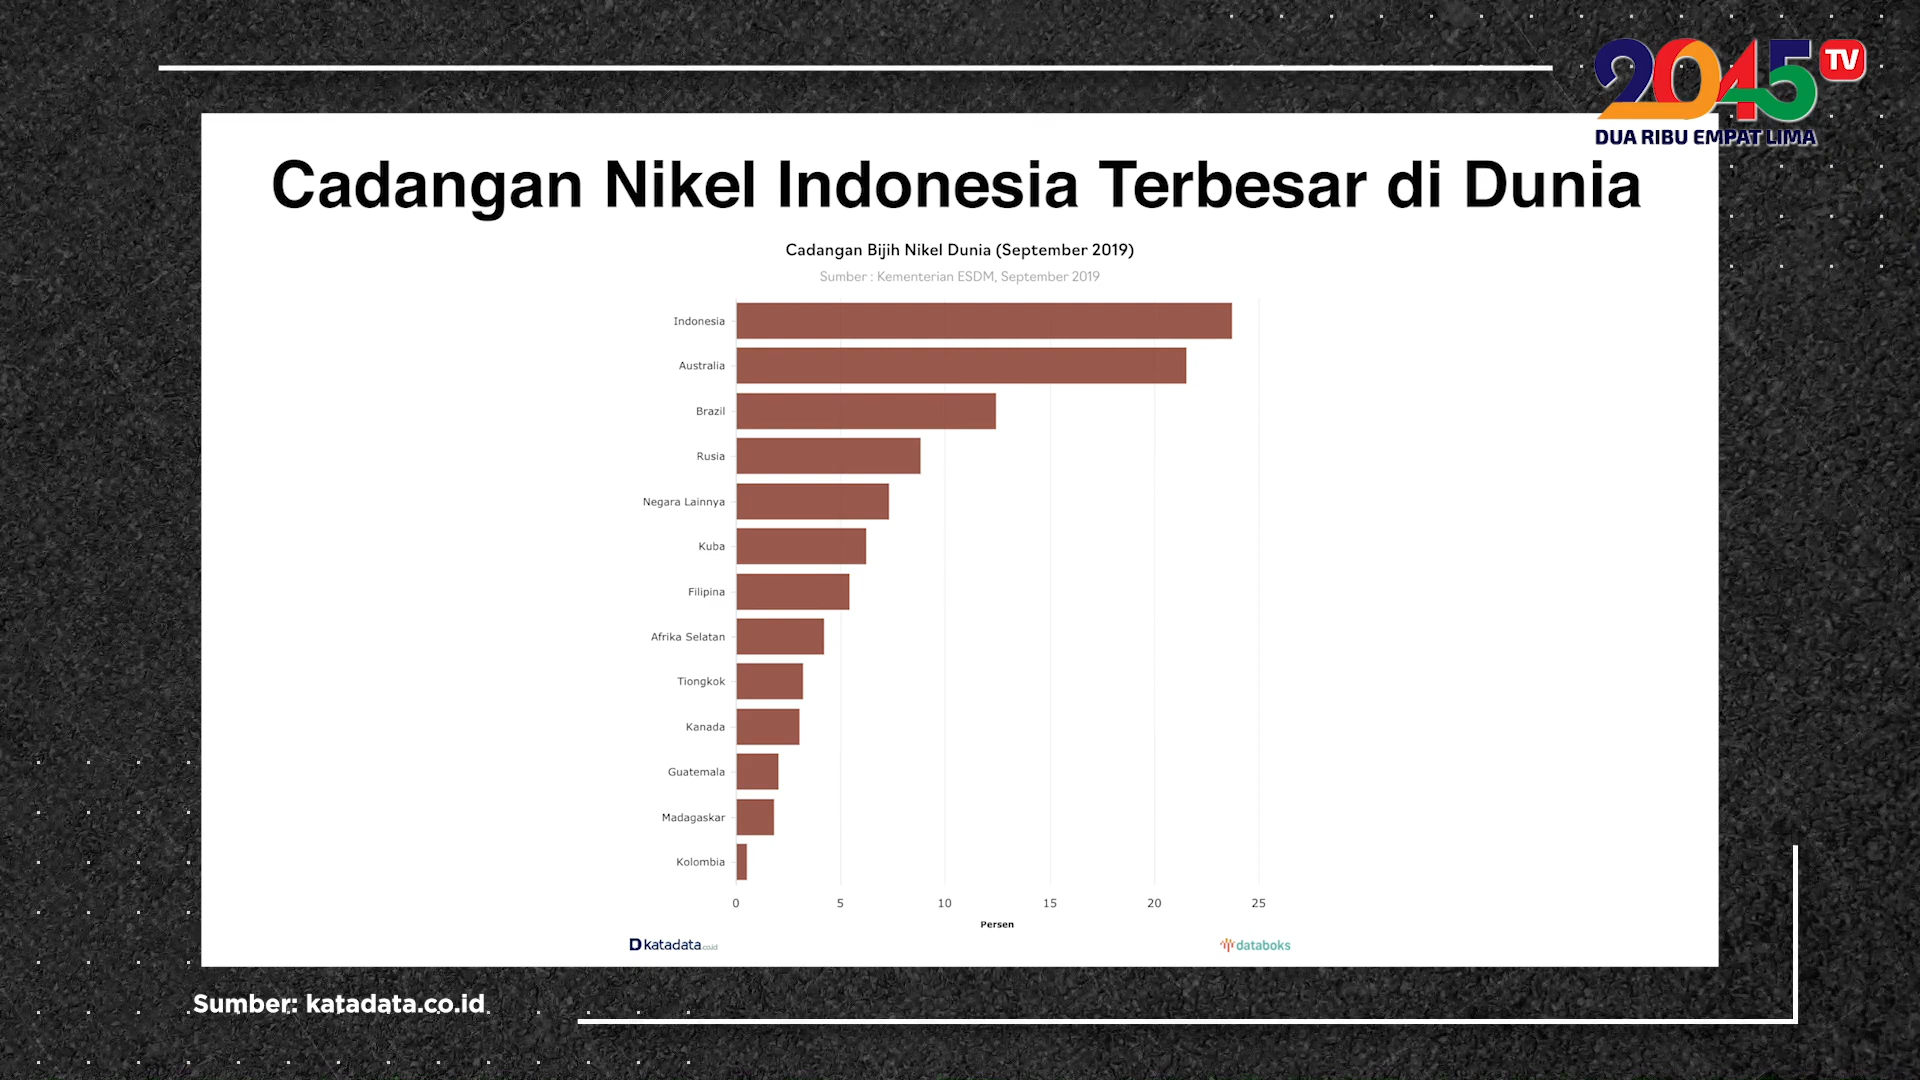 2045 TV
DUA RIBU EMPAT LIMA
Cadangan Nikel Indonesia Terbesar di Dunia
Cadangan Bijih Nikel Dunia (September 2019)
Sumber : Kementerian ESDM, September 2019
Indonesia
Australia
Brazil
Rusia
Negara Lainnya
Kuba
Filipina
Afrika Selatan
Tiongkok
Kanada
Guatemala
Madagaskar
Kolombia
0 5 10 15 20 25
Persen
katadata.co.id
databoks
Sumber: katadata.co.id